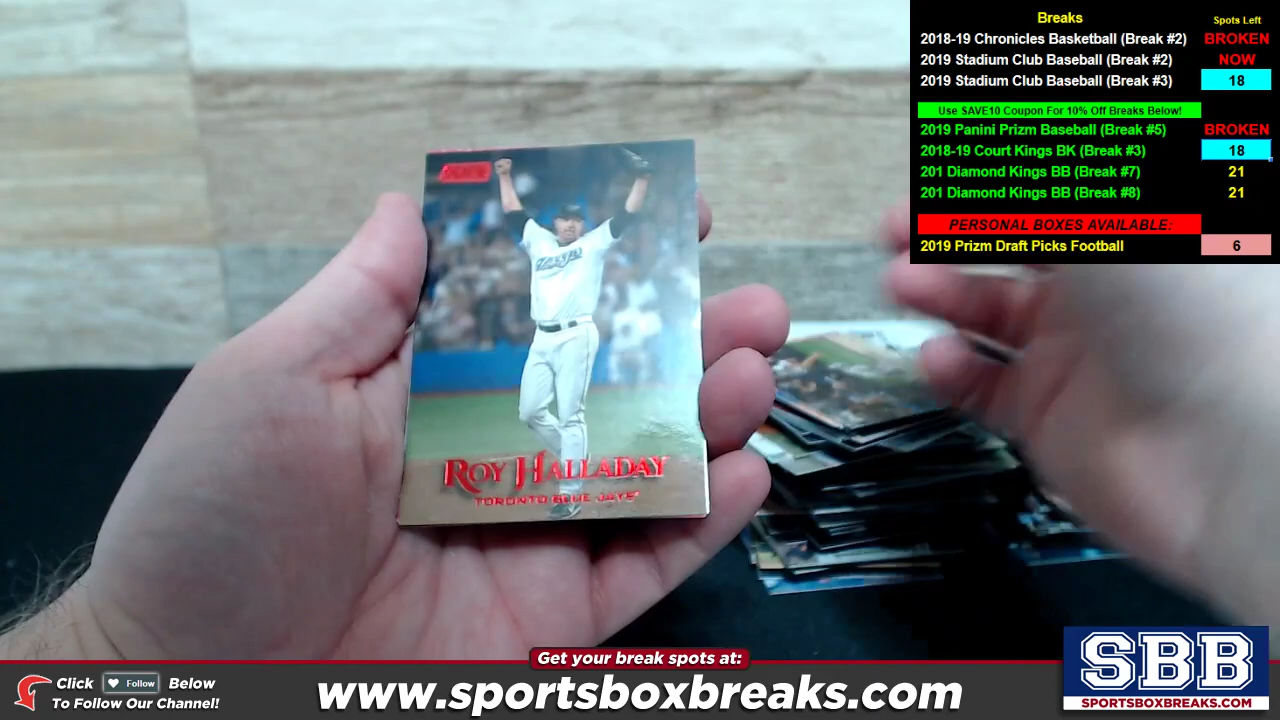 Breaks Spots Left
2018-19 Chronicles Basketball (Break #2) BROKEN
2019 Stadium Club Baseball (Break #2) NOW
2019 Stadium Club Baseball (Break #3) 18
Use SAVE10 Coupon For 10% Off Breaks Below!
2019 Panini Prizm Baseball (Break #5) BROKEN
2018-19 Court Kings BK (Break #3) 18
201 Diamond Kings BB (Break #7) 21
201 Diamond Kings BB (Break #8) 21
PERSONAL BOXES AVAILABLE:
2019 Prizm Draft Picks Football 6
ROY HALLADAY
TORONTO BLUE JAYS
Get your break spots at:
Click Follow Below
To Follow Our Channel!
www.sportsboxbreaks.com
SBB
SPORTSBOXBREAKS.COM